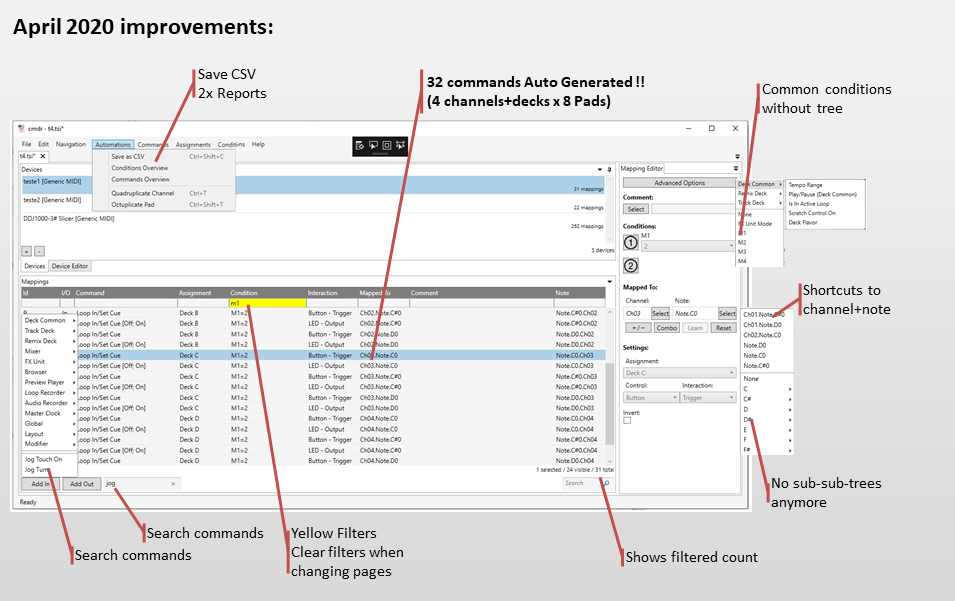 April 2020 improvements:
Save CSV
2x Reports
32 commands Auto Generated !!
(4 channels+decks x 8 Pads)
Common conditions
without tree
cmdr - t4.tsi*
File Edit Navigation Automations Commands Assignments Conditions Help
t4.tsi*
Save as CSV Ctrl+Shift+C
Conditions Overview
Commands Overview
Quadruplicate Channel Ctrl+T
Octuplicate Pad Ctrl+Shift+T
Devices
teste1 [Generic MIDI]
31 mappings
teste2 [Generic MIDI]
22 mappings
DDJ1000-3# Slicer [Generic MIDI]
262 mappings
+ -
3 devices
Devices Device Editor
Mappings
Id I/O Command Assignment Condition Interaction Mapped To Comment Note
m1
Loop In/Set Cue Deck B M1=2 Button - Trigger Ch02.Note.C#0 Note.C#0.Ch02
Loop In/Set Cue [Off; On] Deck B M1=2 LED - Output Ch02.Note.C#0 Note.C#0.Ch02
Loop In/Set Cue Deck B M1=2 Button - Trigger Ch02.Note.D0 Note.D0.Ch02
Loop In/Set Cue [Off; On] Deck B M1=2 LED - Output Ch02.Note.D0 Note.D0.Ch02
Loop In/Set Cue Deck C M1=2 Button - Trigger Ch03.Note.C0 Note.C0.Ch03
Loop In/Set Cue [Off; On] Deck C M1=2 LED - Output Ch03.Note.C0 Note.C0.Ch03
Loop In/Set Cue Deck C M1=2 Button - Trigger Ch03.Note.C#0 Note.C#0.Ch03
Loop In/Set Cue [Off; On] Deck C M1=2 LED - Output Ch03.Note.C#0 Note.C#0.Ch03
Loop In/Set Cue Deck C M1=2 Button - Trigger Ch03.Note.D0 Note.D0.Ch03
Loop In/Set Cue [Off; On] Deck C M1=2 LED - Output Ch03.Note.D0 Note.D0.Ch03
Loop In/Set Cue Deck D M1=2 Button - Trigger Ch04.Note.C0 Note.C0.Ch04
Loop In/Set Cue [Off; On] Deck D M1=2 LED - Output Ch04.Note.C0 Note.C0.Ch04
Loop In/Set Cue Deck D M1=2 Button - Trigger Ch04.Note.C#0 Note.C#0.Ch04
Loop In/Set Cue [Off; On] Deck D M1=2 LED - Output Ch04.Note.C#0 Note.C#0.Ch04
Loop In/Set Cue Deck D M1=2 Button - Trigger Ch04.Note.D0 Note.D0.Ch04
Deck Common
Track Deck
Remix Deck
Mixer
FX Unit
Browser
Preview Player
Loop Recorder
Audio Recorder
Master Clock
Global
Layout
Modifier
Jog Touch On
Jog Turn
1 selected / 24 visible / 31 total
Add In Add Out jog
Search
Ready
Mapping Editor
Advanced Options
Comment:
Select
Conditions:
1 M1
2
2
Mapped To:
Channel: Note:
Ch03 Select Note.C0 Select
+ / - Combo Learn Reset
Settings:
Assignment:
Deck C
Control: Interaction:
Button Trigger
Invert:
Deck Common
Remix Deck
Track Deck
None
Unit Mode
M1
M2
M3
M4
Tempo Range
Play/Pause (Deck Common)
Is In Active Loop
Scratch Control On
Deck Flavor
Shortcuts to
channel+note
Ch01.Note.C#0
Ch01.Note.D0
Ch02.Note.C0
Note.D0
Note.C0
Note.C#0
None
C
C#
D
D#
E
F
F#
No sub-sub-trees
anymore
Search commands
Search commands
Yellow Filters
Clear filters when
changing pages
Shows filtered count